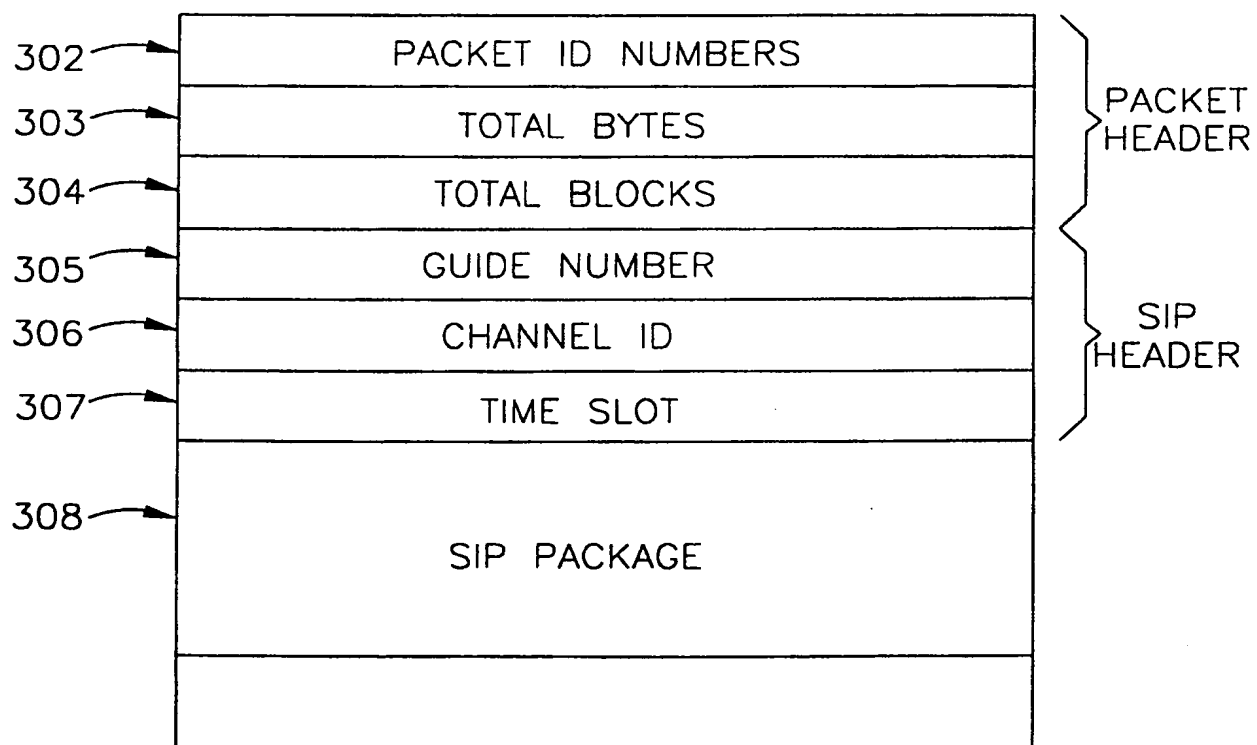 302 PACKET ID NUMBERS
303 TOTAL BYTES
304 TOTAL BLOCKS
PACKET
HEADER
305 GUIDE NUMBER
306 CHANNEL ID
307 TIME SLOT
SIP
HEADER
308 SIP PACKAGE